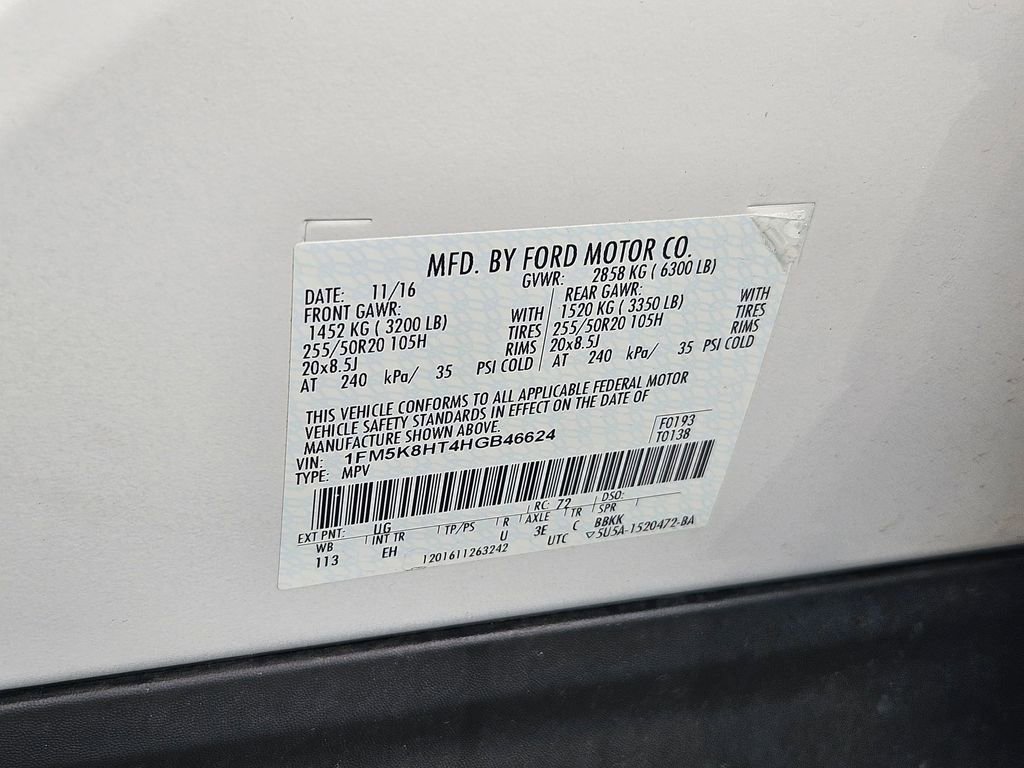 MFD. BY FORD MOTOR CO.
DATE: 11/16 GVWR: 2858 KG ( 6300 LB)
FRONT GAWR: REAR GAWR:
1452 KG ( 3200 LB) WITH 1520 KG ( 3350 LB) WITH
255/50R20 105H TIRES 255/50R20 105H TIRES
20x8.5J RIMS 20x8.5J RIMS
AT 240 kPa/ 35 PSI COLD AT 240 kPa/ 35 PSI COLD
THIS VEHICLE CONFORMS TO ALL APPLICABLE FEDERAL MOTOR
VEHICLE SAFETY STANDARDS IN EFFECT ON THE DATE OF
MANUFACTURE SHOWN ABOVE.
VIN: 1FM5K8HT4HGB46624 F0193
TYPE: MPV T0138
EXT PNT: UG RC: 72 DSO:
WB INT TR TP/PS R AXLE TR SPR
113 EH U 3E C BBKK
1201611263242 UTC ▽5U5A-1520472-BA